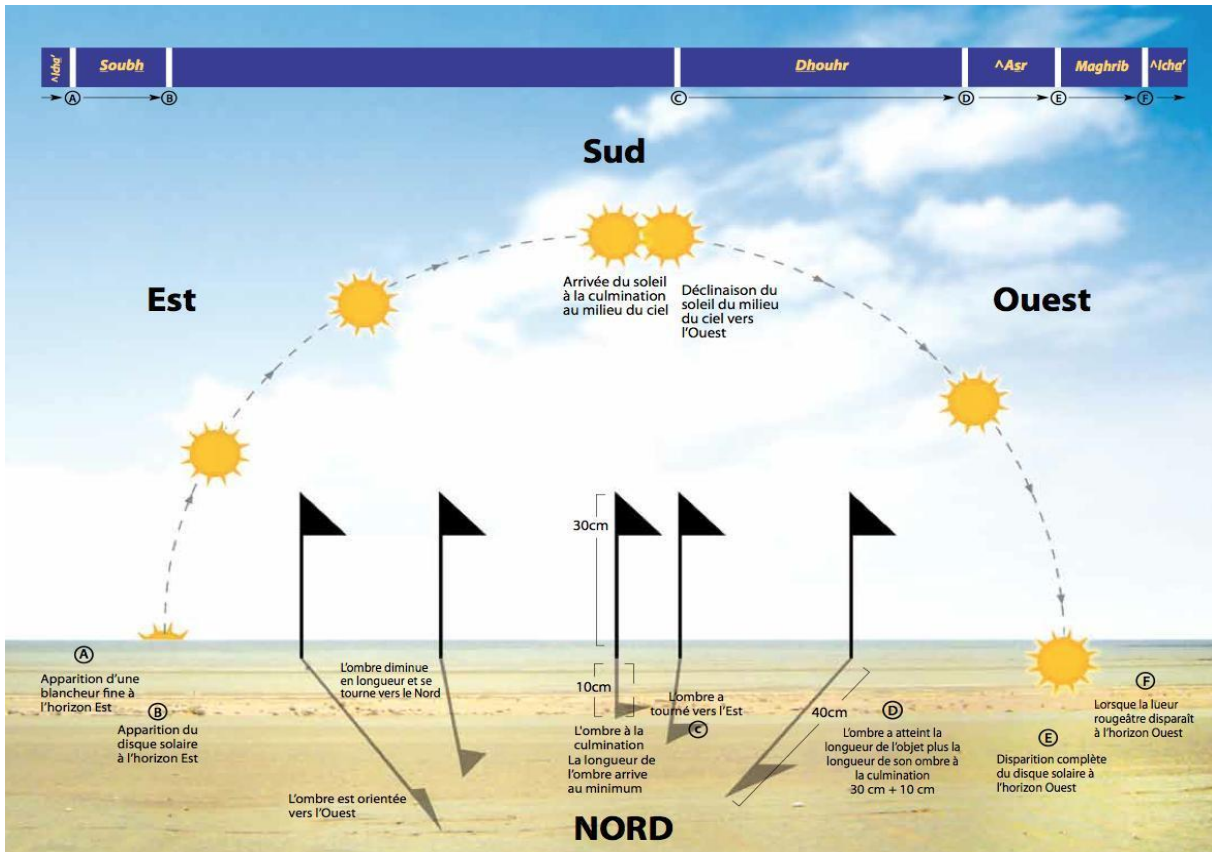 ^Icha'
Soubh
Dhouhr
^Asr
Maghrib
^Icha'
A
B
C
D
E
F
Sud
Est
Ouest
Arrivée du soleil
à la culmination
au milieu du ciel
Déclinaison du
soleil du milieu
du ciel vers
l'Ouest
30cm
A
Apparition d'une
blancheur fine à
l'horizon Est
B
Apparition du
disque solaire
à l'horizon Est
L'ombre diminue
en longueur et se
tourne vers le Nord
L'ombre est orientée
vers l'Ouest
10cm
L'ombre à la
culmination
La longueur de
l'ombre arrive
au minimum
L'ombre a
tourné vers l'Est
C
40cm
D
L'ombre a atteint la
longueur de l'objet plus la
longueur de son ombre à
la culmination
30 cm + 10 cm
E
Disparition complète
du disque solaire à
l'horizon Ouest
F
Lorsque la lueur
rougeâtre disparaît
à l'horizon Ouest
NORD